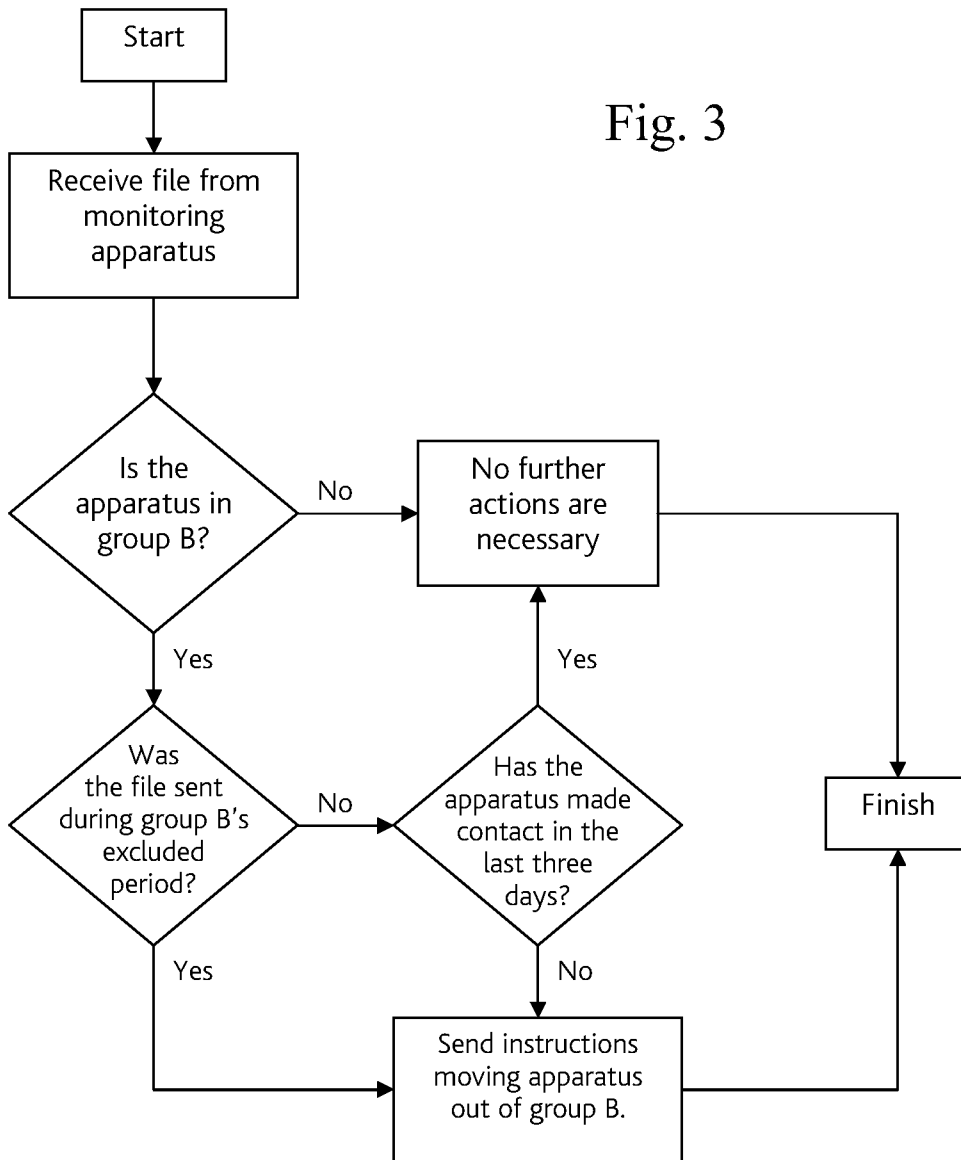 Start
Fig. 3
Receive file from
monitoring
apparatus
Is the
apparatus in
group B?
No
No further
actions are
necessary
Yes
Yes
Was
the file sent
during group B's
excluded
period?
No
Has the
apparatus made
contact in the
last three
days?
Finish
Yes
No
Send instructions
moving apparatus
out of group B.